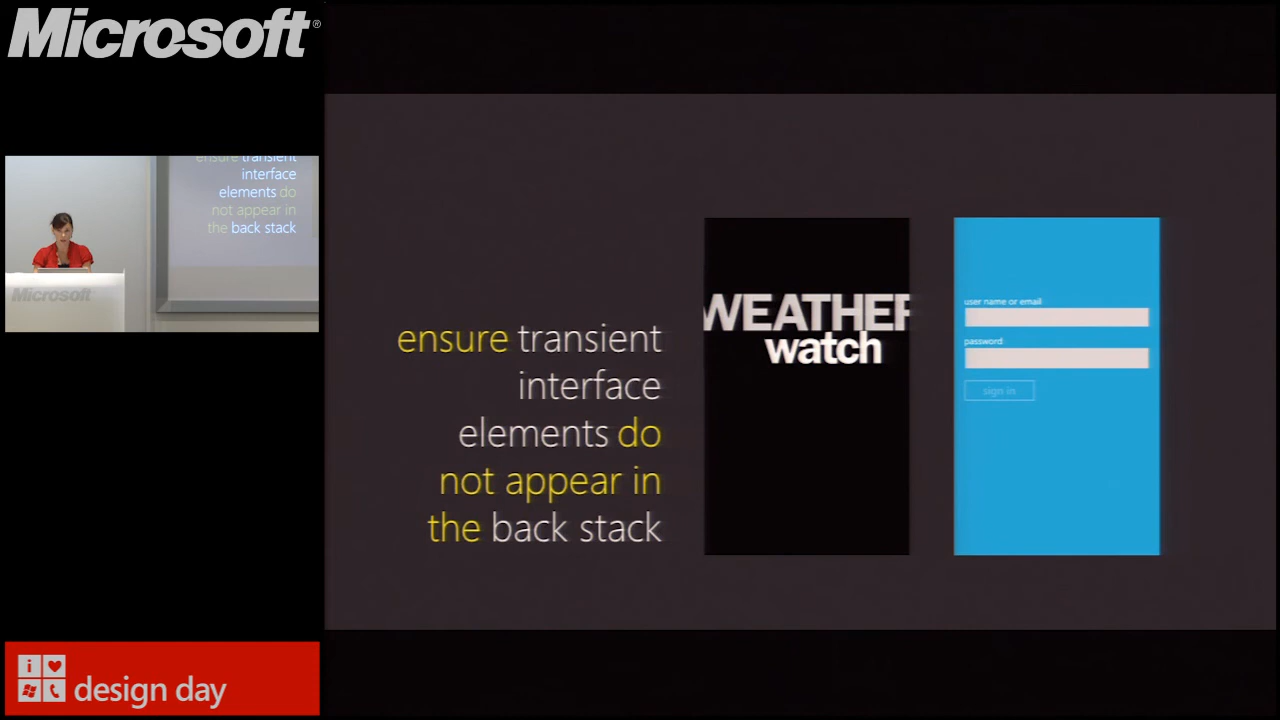 Microsoft®
ensure transient
interface
elements do
not appear in
the back stack
Microsoft
i
design day
ensure transient
interface
elements do
not appear in
the back stack
WEATHER
watch
user name or email
password
sign in